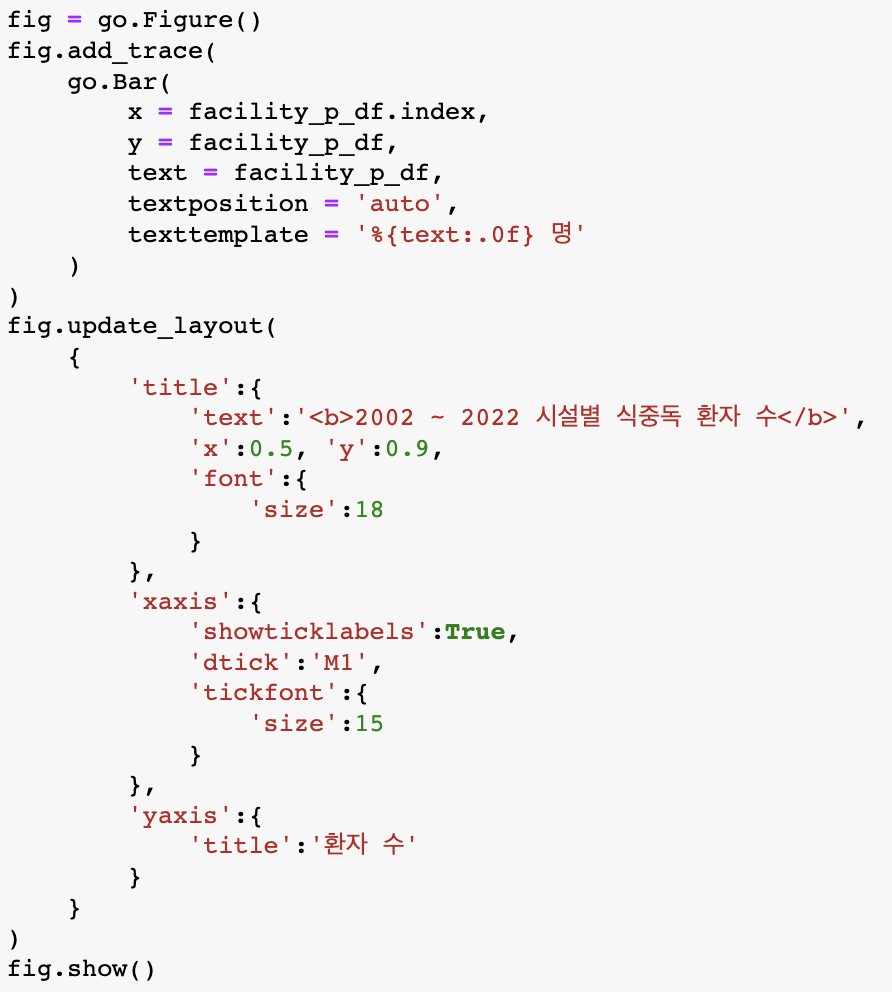 fig = go.Figure()
fig.add_trace(
    go.Bar(
        x = facility_p_df.index,
        y = facility_p_df,
        text = facility_p_df,
        textposition = 'auto',
        texttemplate = '%{text:.0f} 명'
    )
)
fig.update_layout(
    {
        'title':{
            'text':'<b>2002 ~ 2022 시설별 식중독 환자 수</b>',
            'x':0.5, 'y':0.9,
            'font':{
                'size':18
            }
        },
        'xaxis':{
            'showticklabels':True,
            'dtick':'M1',
            'tickfont':{
                'size':15
            }
        },
        'yaxis':{
            'title':'환자 수'
        }
    }
)
fig.show()